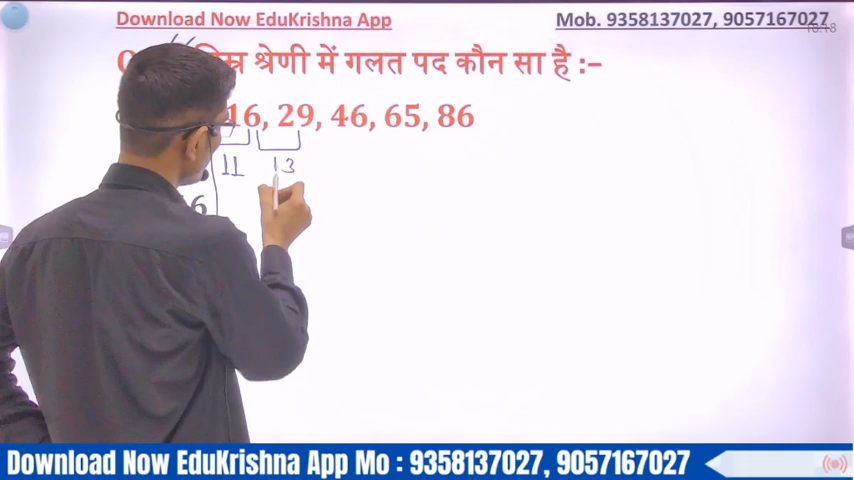 Download Now EduKrishna App
Mob. 9358137027, 9057167027
श्रेणी में गलत पद कौन सा है :–
16, 29, 46, 65, 86
11 13
6
Download Now EduKrishna App Mo : 9358137027, 9057167027